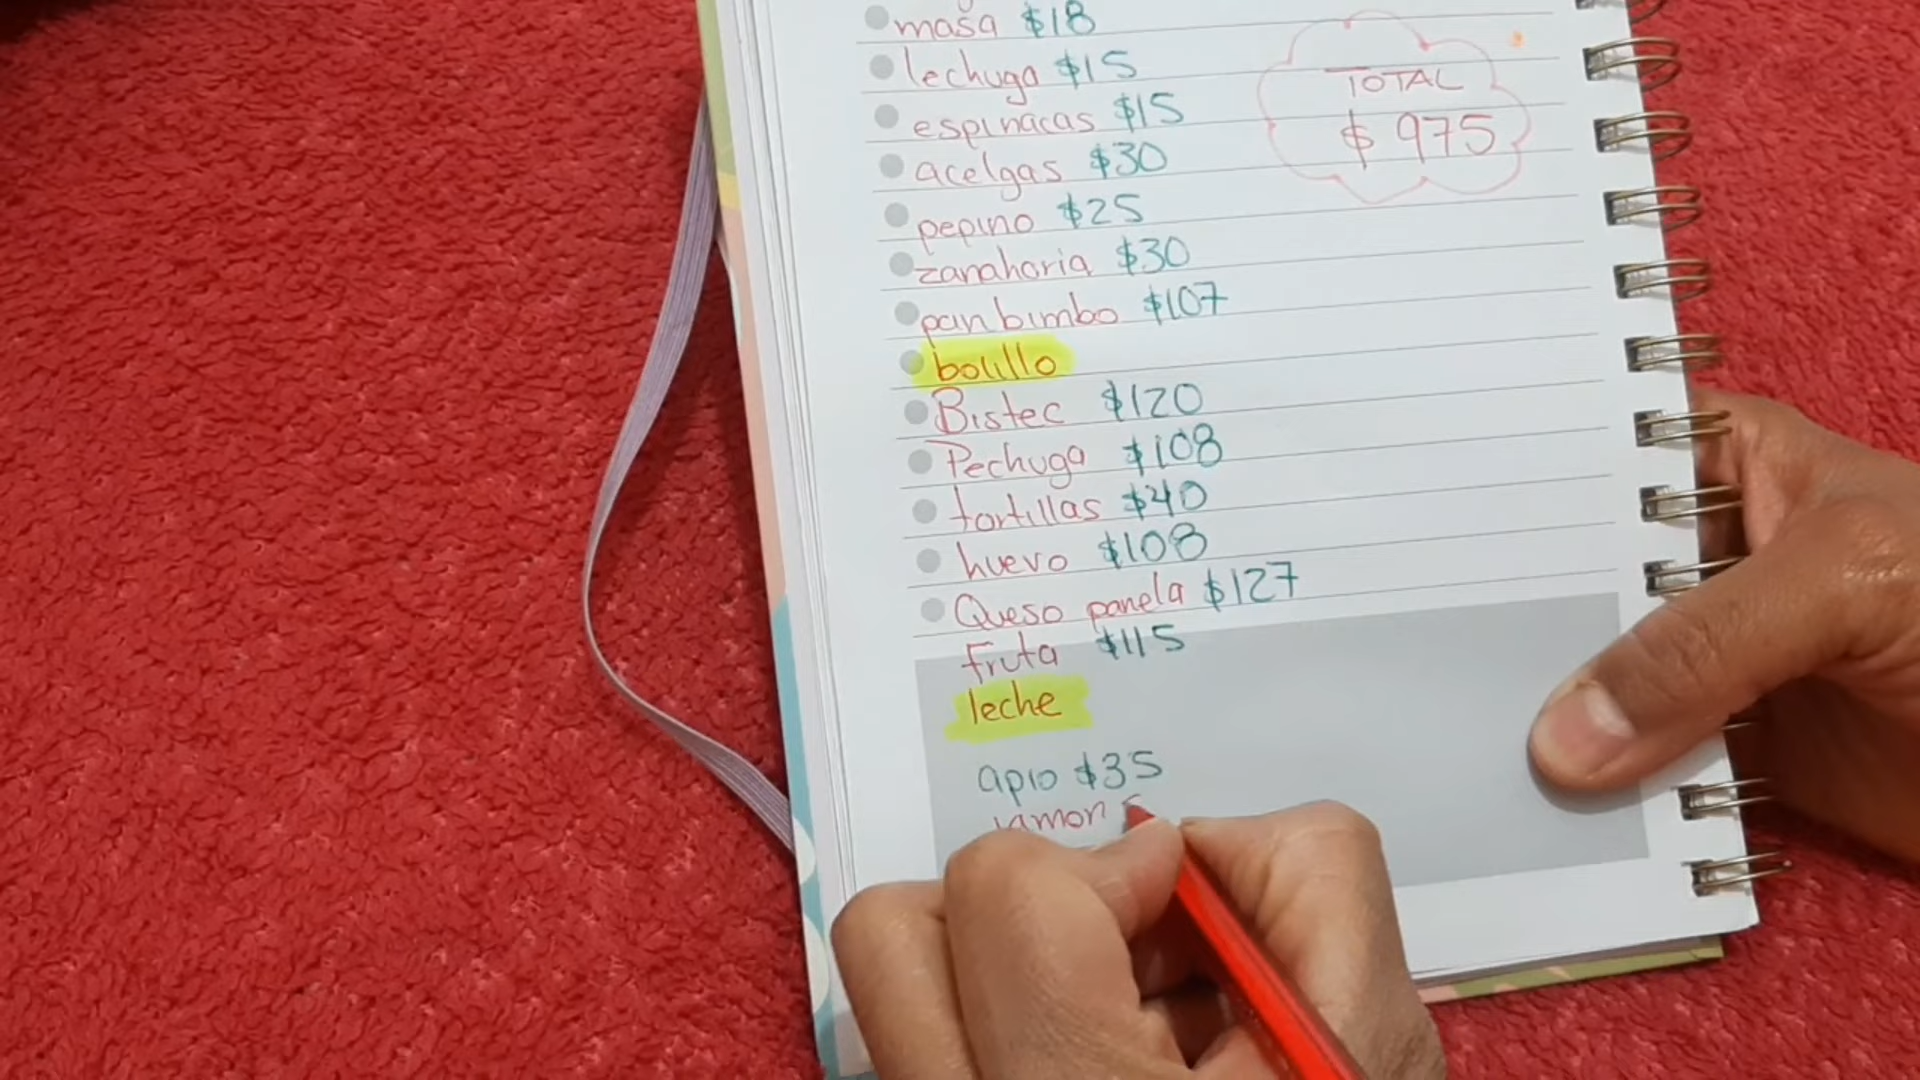 masa $18
lechuga $15
espinacas $15
acelgas $30
pepino $25
zanahoria $30
pan bimbo $107
bolillo
Bistec $120
Pechuga $108
tortillas $40
huevo $108
Queso panela $127
Fruta $115
leche
apio $35
jamon
TOTAL
$ 975